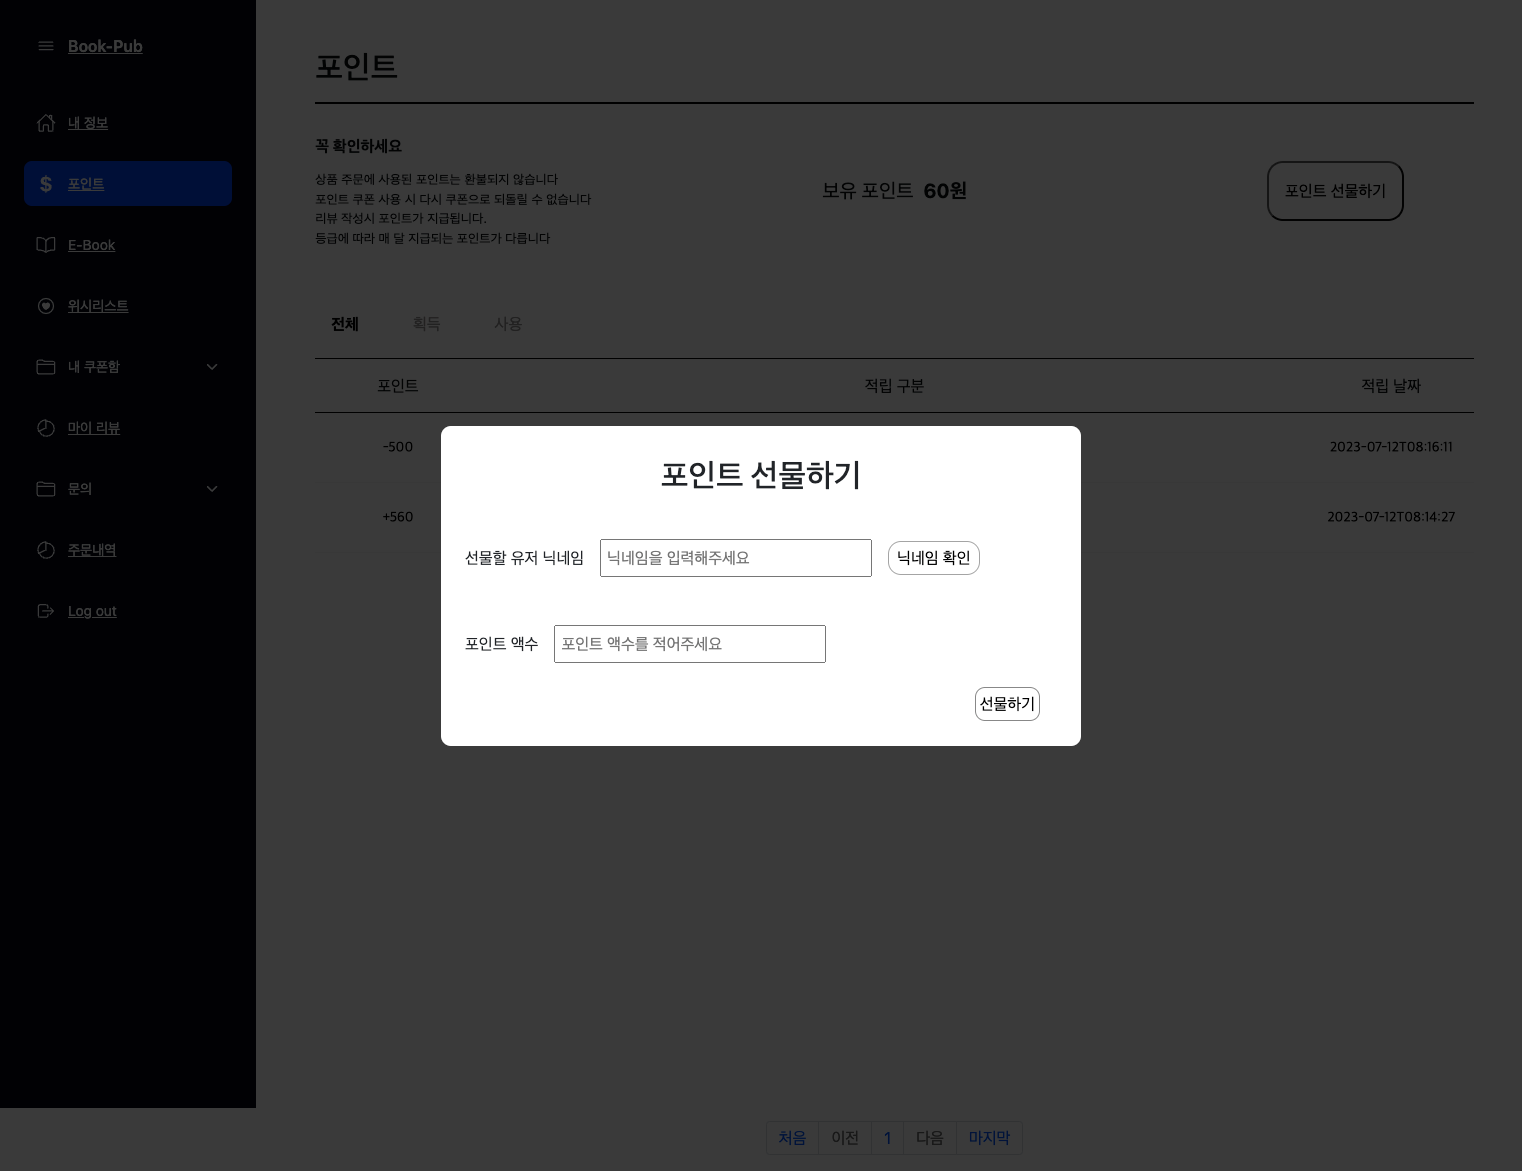 Book-Pub
내 정보
포인트
E-Book
위시리스트
내 쿠폰함
마이 리뷰
문의
주문내역
Log out
포인트
꼭 확인하세요
상품 주문에 사용된 포인트는 환불되지 않습니다
포인트 쿠폰 사용 시 다시 쿠폰으로 되돌릴 수 없습니다
리뷰 작성시 포인트가 지급됩니다.
등급에 따라 매 달 지급되는 포인트가 다릅니다
보유 포인트 60원
포인트 선물하기
전체 획득 사용
포인트 적립 구분 적립 날짜
-500 2023-07-12T08:16:11
+560 2023-07-12T08:14:27
포인트 선물하기
선물할 유저 닉네임 닉네임을 입력해주세요 닉네임 확인
포인트 액수 포인트 액수를 적어주세요
선물하기
처음 이전 1 다음 마지막